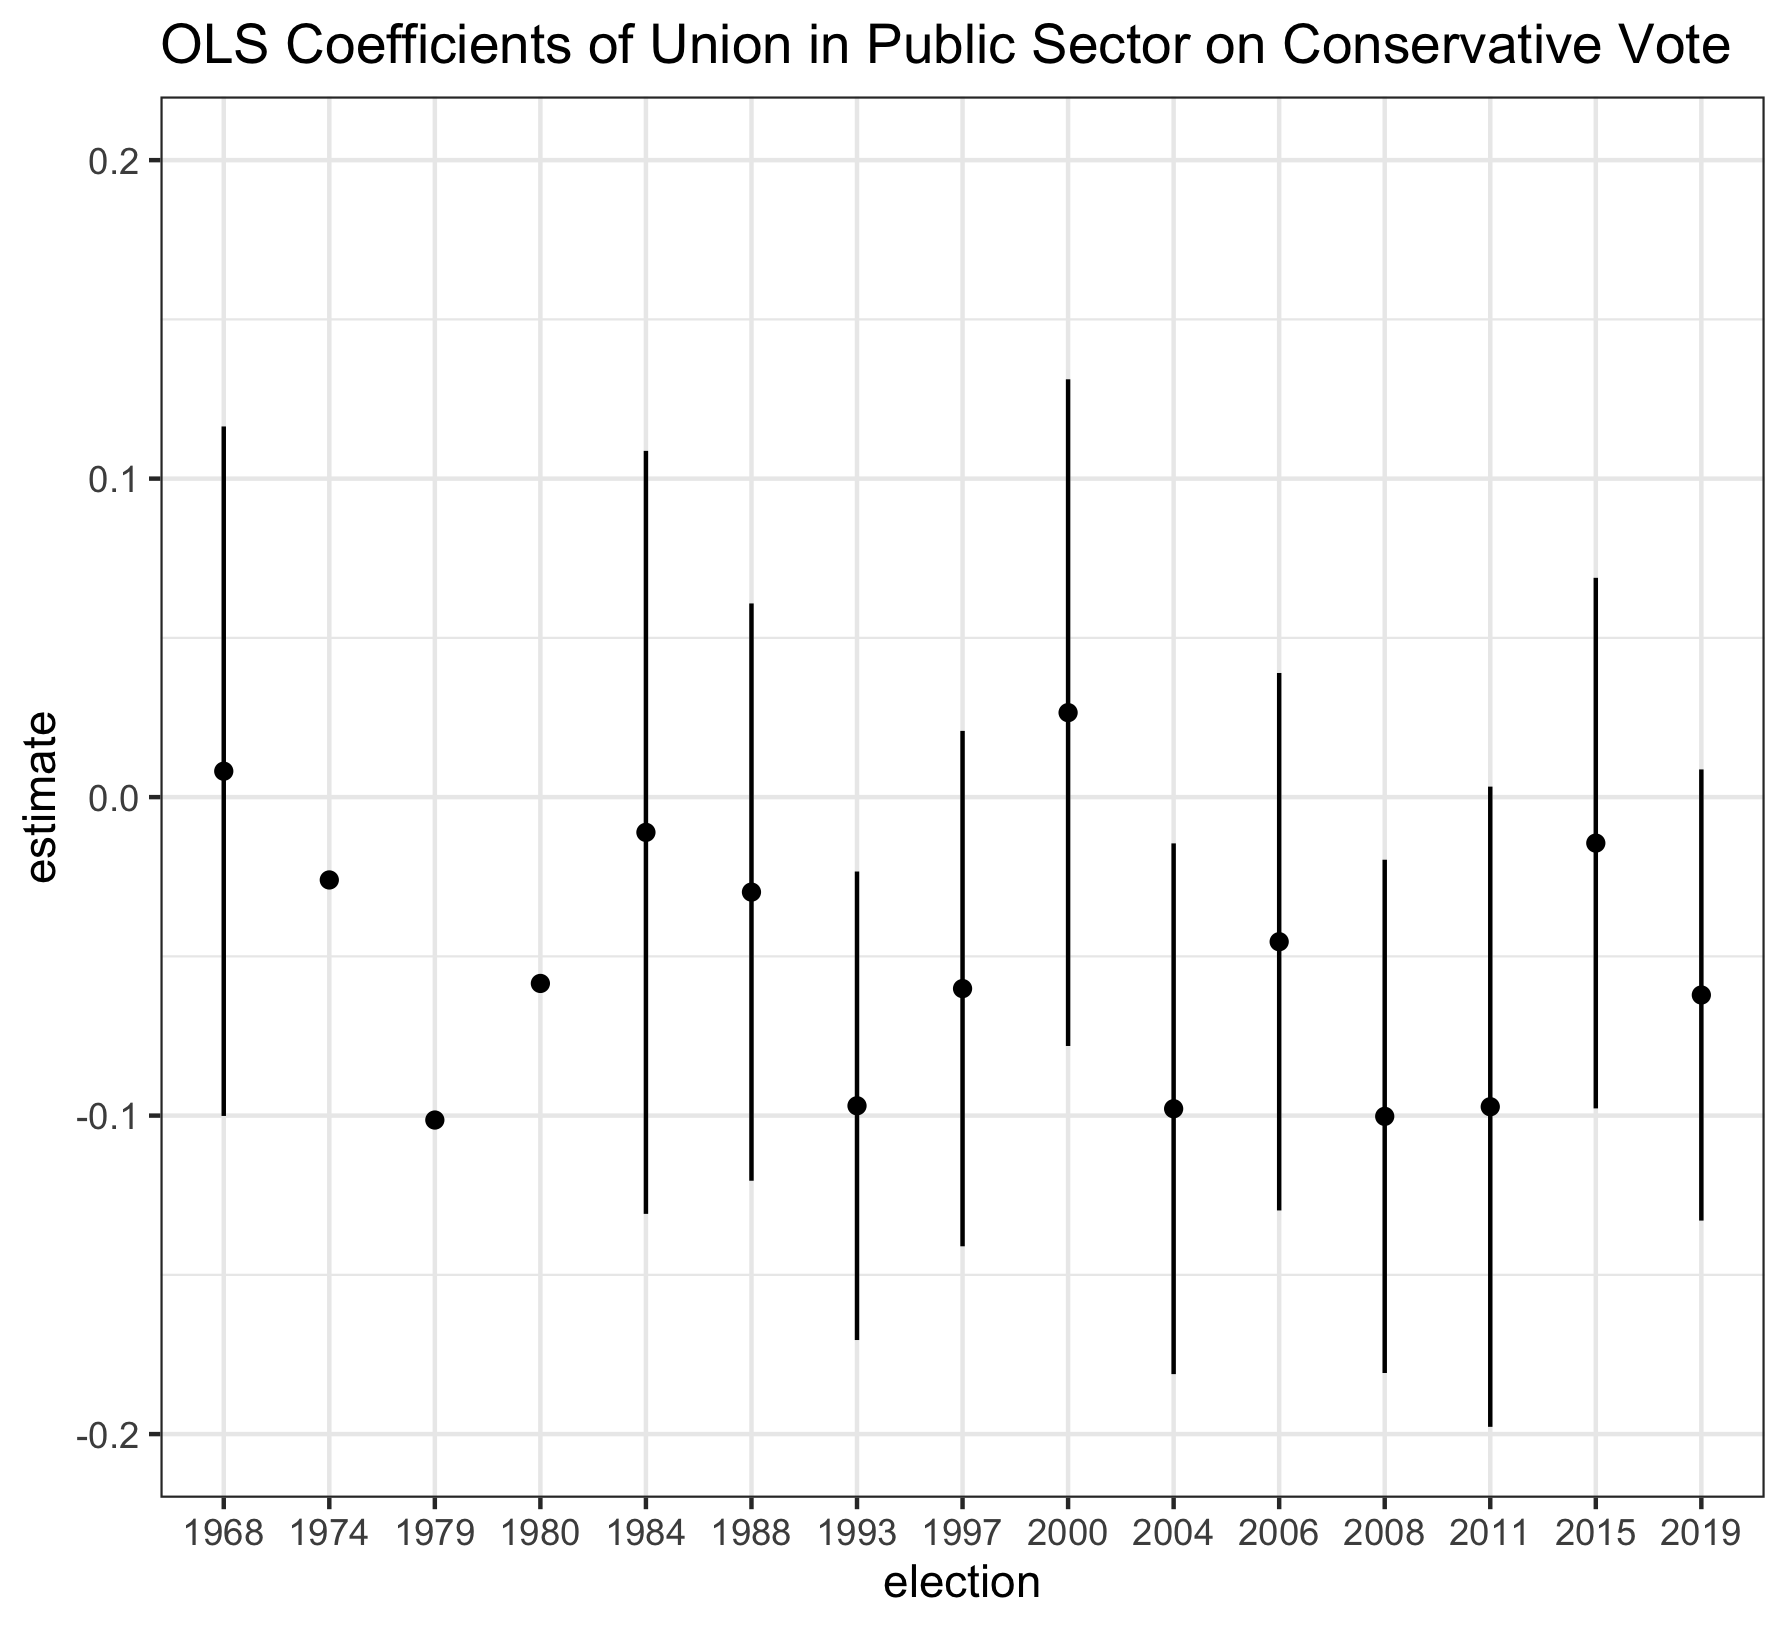 OLS Coefficients of Union in Public Sector on Conservative Vote
estimate
0.2
0.1
0.0
-0.1
-0.2
1968 1974 1979 1980 1984 1988 1993 1997 2000 2004 2006 2008 2011 2015 2019
election